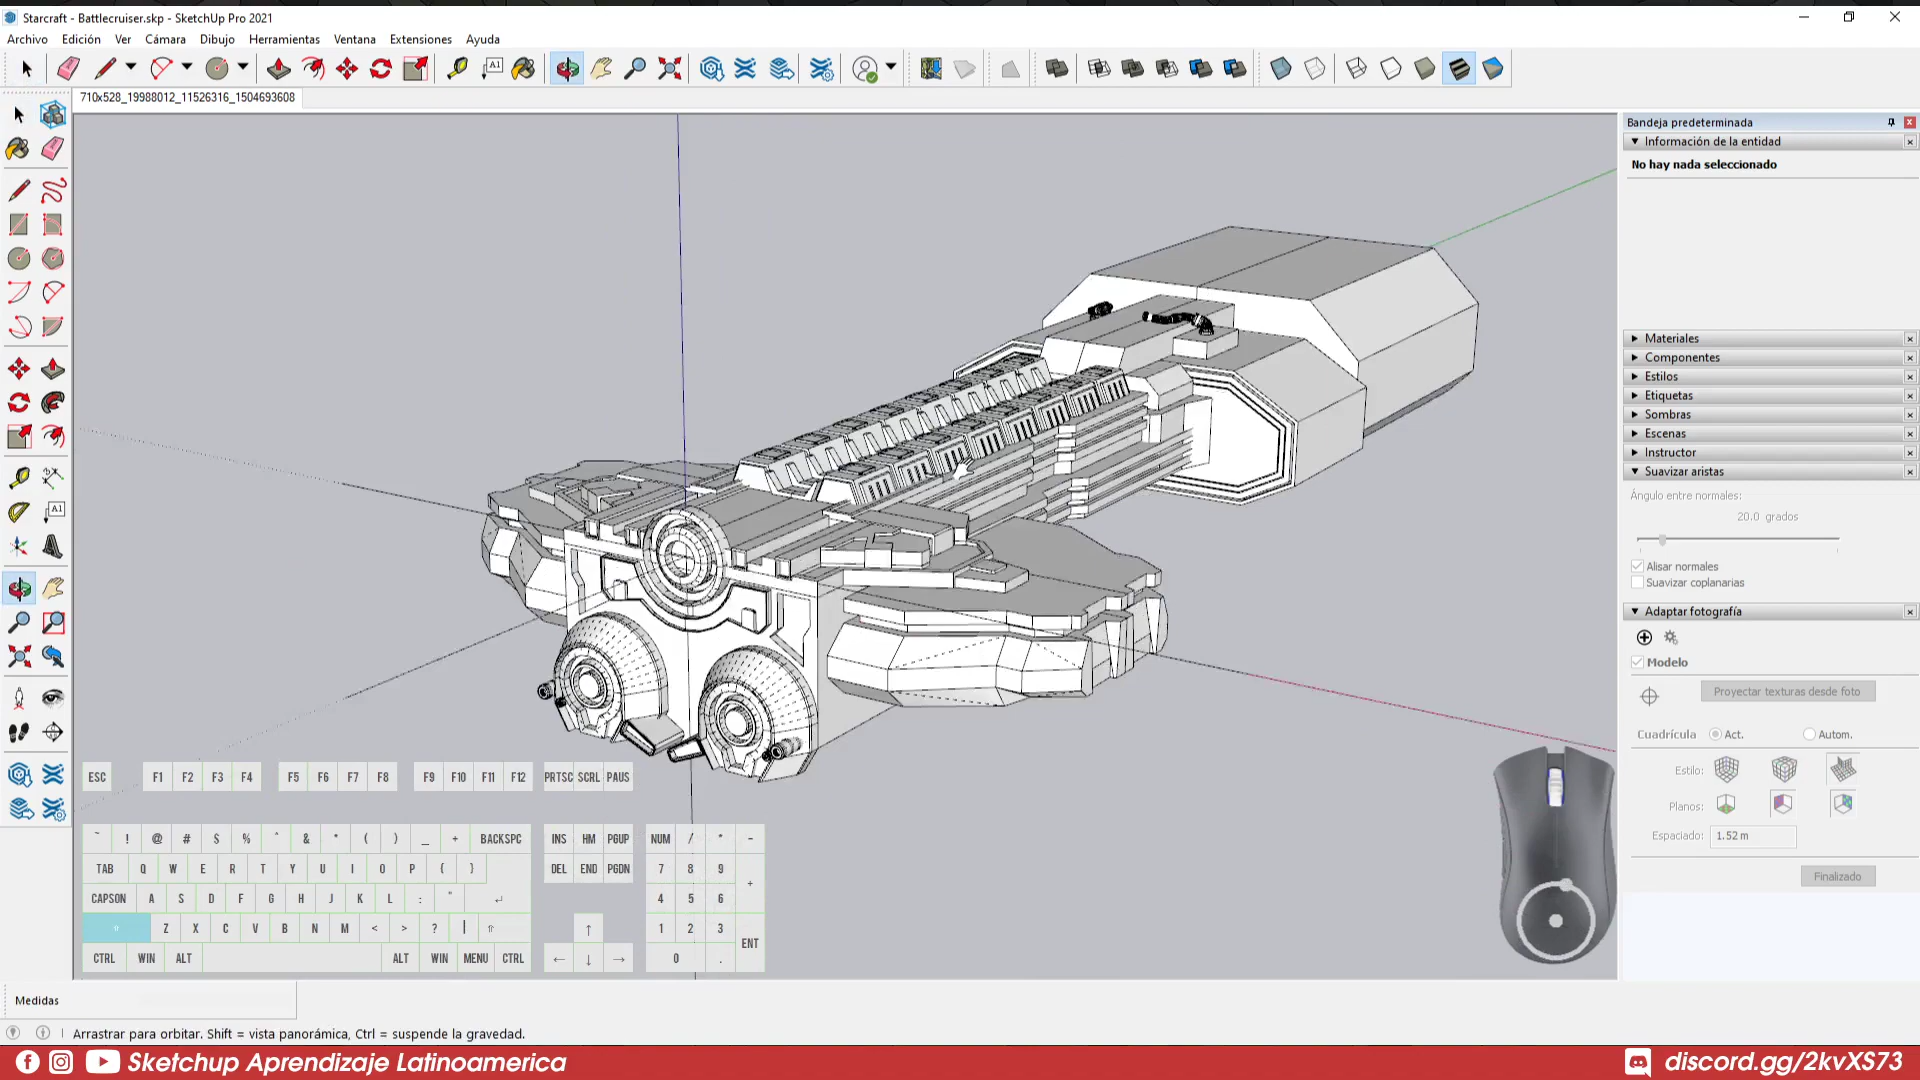 Starcraft - Battlecruiser.skp - SketchUp Pro 2021
Archivo Edición Ver Cámara Dibujo Herramientas Ventana Extensiones Ayuda
A1
710x528_19988012_11526316_1504693608
Bandeja predeterminada
Información de la entidad
No hay nada seleccionado
Materiales
Componentes
Estilos
Etiquetas
Sombras
Escenas
Instructor
Suavizar aristas
Ángulo entre normales:
20.0 grados
Alisar normales
Suavizar coplanarias
Adaptar fotografía
Modelo
Proyectar texturas desde foto
Cuadrícula Act. Autom.
Estilo:
Planos:
Espaciado: 1.52 m
Finalizado
A1
ESC F1 F2 F3 F4 F5 F6 F7 F8 F9 F10 F11 F12 PRTSC SCRL PAUS
~ ! @ # $ % ^ & * ( ) _ + BACKSPC INS HM PGUP NUM / * -
TAB Q W E R T Y U I O P { } DEL END PGDN 7 8 9 +
CAPSON A S D F G H J K L : " ↵ 4 5 6
⇧ Z X C V B N M < > ? | ⇧ ↑ 1 2 3 ENT
CTRL WIN ALT ALT WIN MENU CTRL ← ↓ → 0 .
Medidas
Arrastrar para orbitar. Shift = vista panorámica, Ctrl = suspende la gravedad.
Sketchup Aprendizaje Latinoamerica
discord.gg/2kvXS73